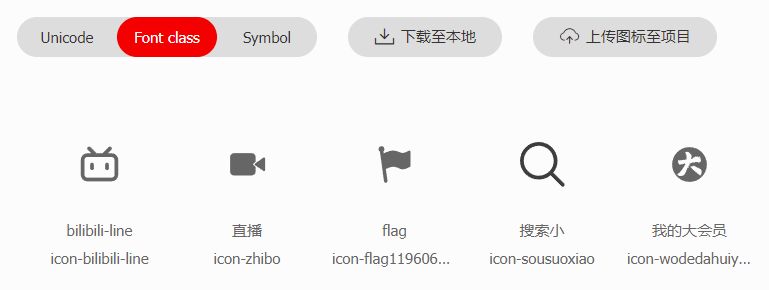 Unicode Font class Symbol 下载至本地 上传图标至项目
大
bilibili-line 直播 flag 搜索小 我的大会员
icon-bilibili-line icon-zhibo icon-flag119606... icon-sousuoxiao icon-wodedahuiy...